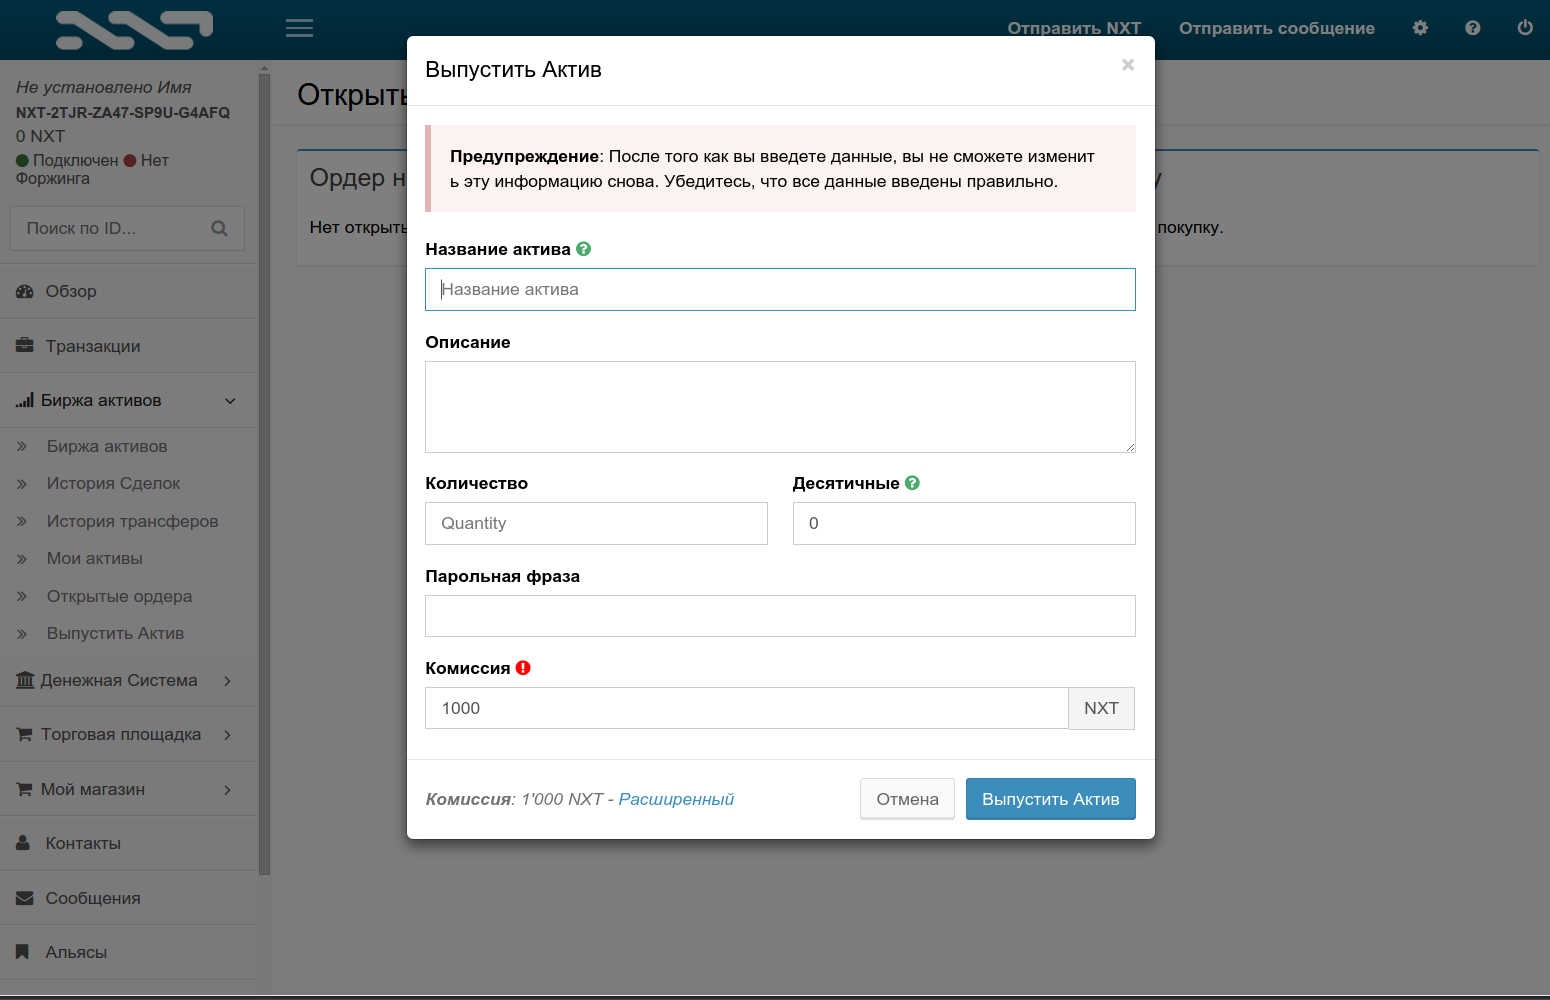 NXT
Отправить NXT
Отправить сообщение
Не установлено Имя
NXT-2TJR-ZA47-SP9U-G4AFQ
0 NXT
Подключен Нет
Форжинга
Поиск по ID...
Обзор
Транзакции
Биржа активов
Биржа активов
История Сделок
История трансферов
Мои активы
Открытые ордера
Выпустить Актив
Денежная Система
Торговая площадка
Мой магазин
Контакты
Сообщения
Альясы
Открыть
Ордер н
у
Нет открыть
покупку.
Выпустить Актив
×
Предупреждение: После того как вы введете данные, вы не сможете изменит
ь эту информацию снова. Убедитесь, что все данные введены правильно.
Название актива
Название актива
Описание
Количество
Десятичные
Quantity
0
Парольная фраза
Комиссия
1000
NXT
Комиссия: 1'000 NXT - Расширенный
Отмена
Выпустить Актив